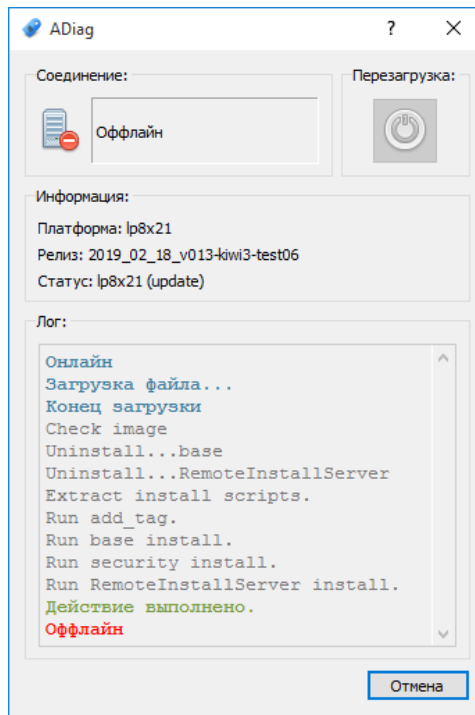 ADiag
Соединение:
Перезагрузка:
Оффлайн
Информация:
Платформа: lp8x21
Релиз: 2019_02_18_v013-kiwi3-test06
Статус: lp8x21 (update)
Лог:
Онлайн
Загрузка файла...
Конец загрузки
Check image
Uninstall...base
Uninstall...RemoteInstallServer
Extract install scripts.
Run add_tag.
Run base install.
Run security install.
Run RemoteInstallServer install.
Действие выполнено.
Оффлайн
Отмена